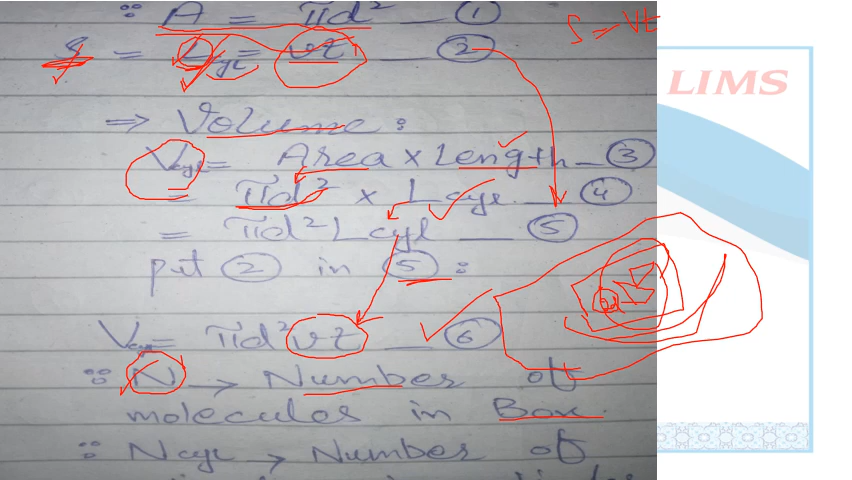 ∵ A = πd² — ①
S = vt
S = Lcyl = vt — ②
LIMS
⇒ Volume :
Vcyl = Area × Length — ③
= πd² × Lcyl — ④
= πd² Lcyl — ⑤
put ② in ⑤ :
Vcyl = πd² vt — ⑥
:: N → Number of
molecules in Box.
:: Ncyl → Number of